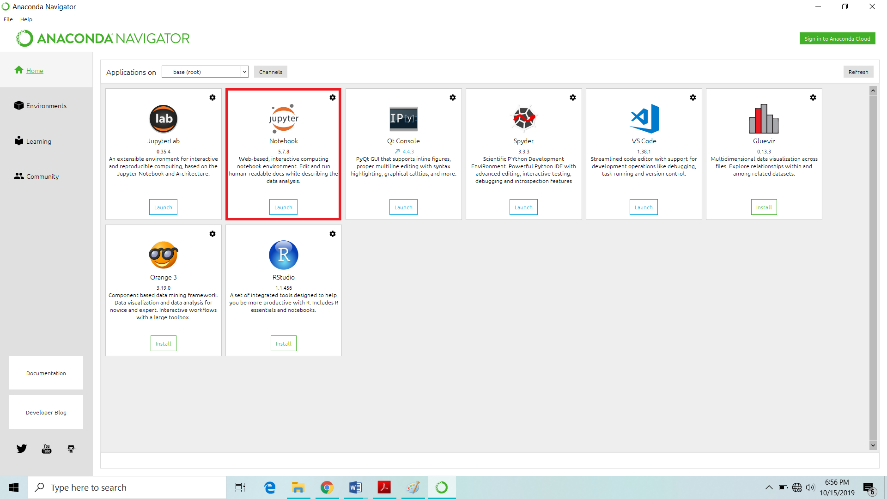 Anaconda Navigator
File Help
ANACONDA NAVIGATOR
Sign in to Anaconda Cloud
Home
Environments
Learning
Community
Documentation
Developer Blog
Applications on base (root) Channels
Refresh
lab
JupyterLab
0.35.4
An extensible environment for interactive
and reproducible computing, based on the
Jupyter Notebook and Architecture.
Launch
jupyter
Notebook
5.7.8
Web-based, interactive computing
notebook environment. Edit and run
human-readable docs while describing the
data analysis.
Launch
IP[y]:
Qt Console
4.4.3
PyQt GUI that supports inline figures,
proper multiline editing with syntax
highlighting, graphical calltips, and more.
Launch
Spyder
3.3.3
Scientific PYthon Development
EnviRonment. Powerful Python IDE with
advanced editing, interactive testing,
debugging and introspection features
Launch
VS Code
1.38.1
Streamlined code editor with support for
development operations like debugging,
task running and version control.
Launch
Glueviz
0.13.3
Multidimensional data visualization across
files. Explore relationships within and
among related datasets.
Install
Orange 3
3.19.0
Component based data mining framework.
Data visualization and data analysis for
novice and expert. Interactive workflows
with a large toolbox.
Install
R
RStudio
1.1.456
A set of integrated tools designed to help
you be more productive with R. Includes R
essentials and notebooks.
Install
Type here to search
6:56 PM
10/15/2019
6